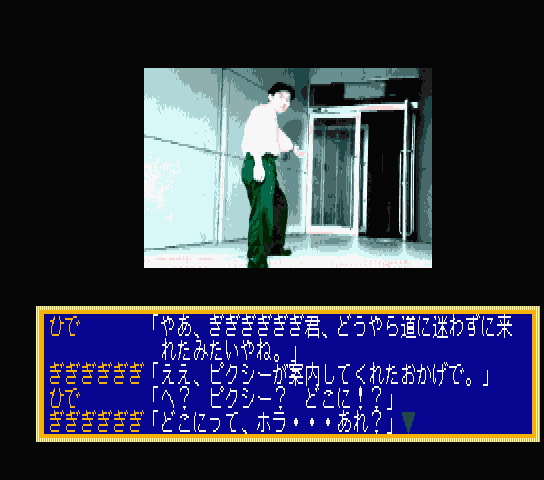 ひで　　　「やあ、ぎぎぎぎぎぎ君、どうやら道に迷わずに来
れたみたいやね。」
ぎぎぎぎぎぎ「ええ、ピクシーが案内してくれたおかげで。」
ひで　　　「へ？　ピクシー？　どこに！？」
ぎぎぎぎぎぎ「どこにって、ホラ・・・あれ？」▼